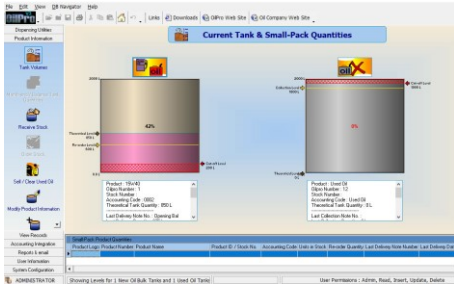 File Edit View DB Navigator Help
OilPro Links Downloads OilPro Web Site Oil Company Web Site
Dispensing Utilities
Product Information
Tank Volumes
Receive Stock
Sell / Clear Used Oil
Modify Product Information
View Records
Accounting Integration
Reports & email
User Information
System Configuration
ADMINISTRATOR
Current Tank & Small-Pack Quantities
oil
42%
Product : 15W40
Oilpro Number : 1
Stock Number :
Accounting Code : 0002
Theoretical Tank Quantity : 850 L
Last Delivery Note No. : Opening Bal
oil
0%
Product : Used Oil
Oilpro Number : 12
Stock Number :
Accounting Code : Used Oil
Theoretical Tank Quantity : 0 L
Last Collection Note No. :
Small-Pack Product Quantities
Product Logo Product Number Product Name Product ID / Stock No. Accounting Code Units in Stock Re-order Quantity Last Delivery Note Number Last Delivery Date
Showing Levels for 1 New Oil Bulk Tanks and 1 Used Oil Tanks
User Permissions : Admin, Read, Insert, Update, Delete